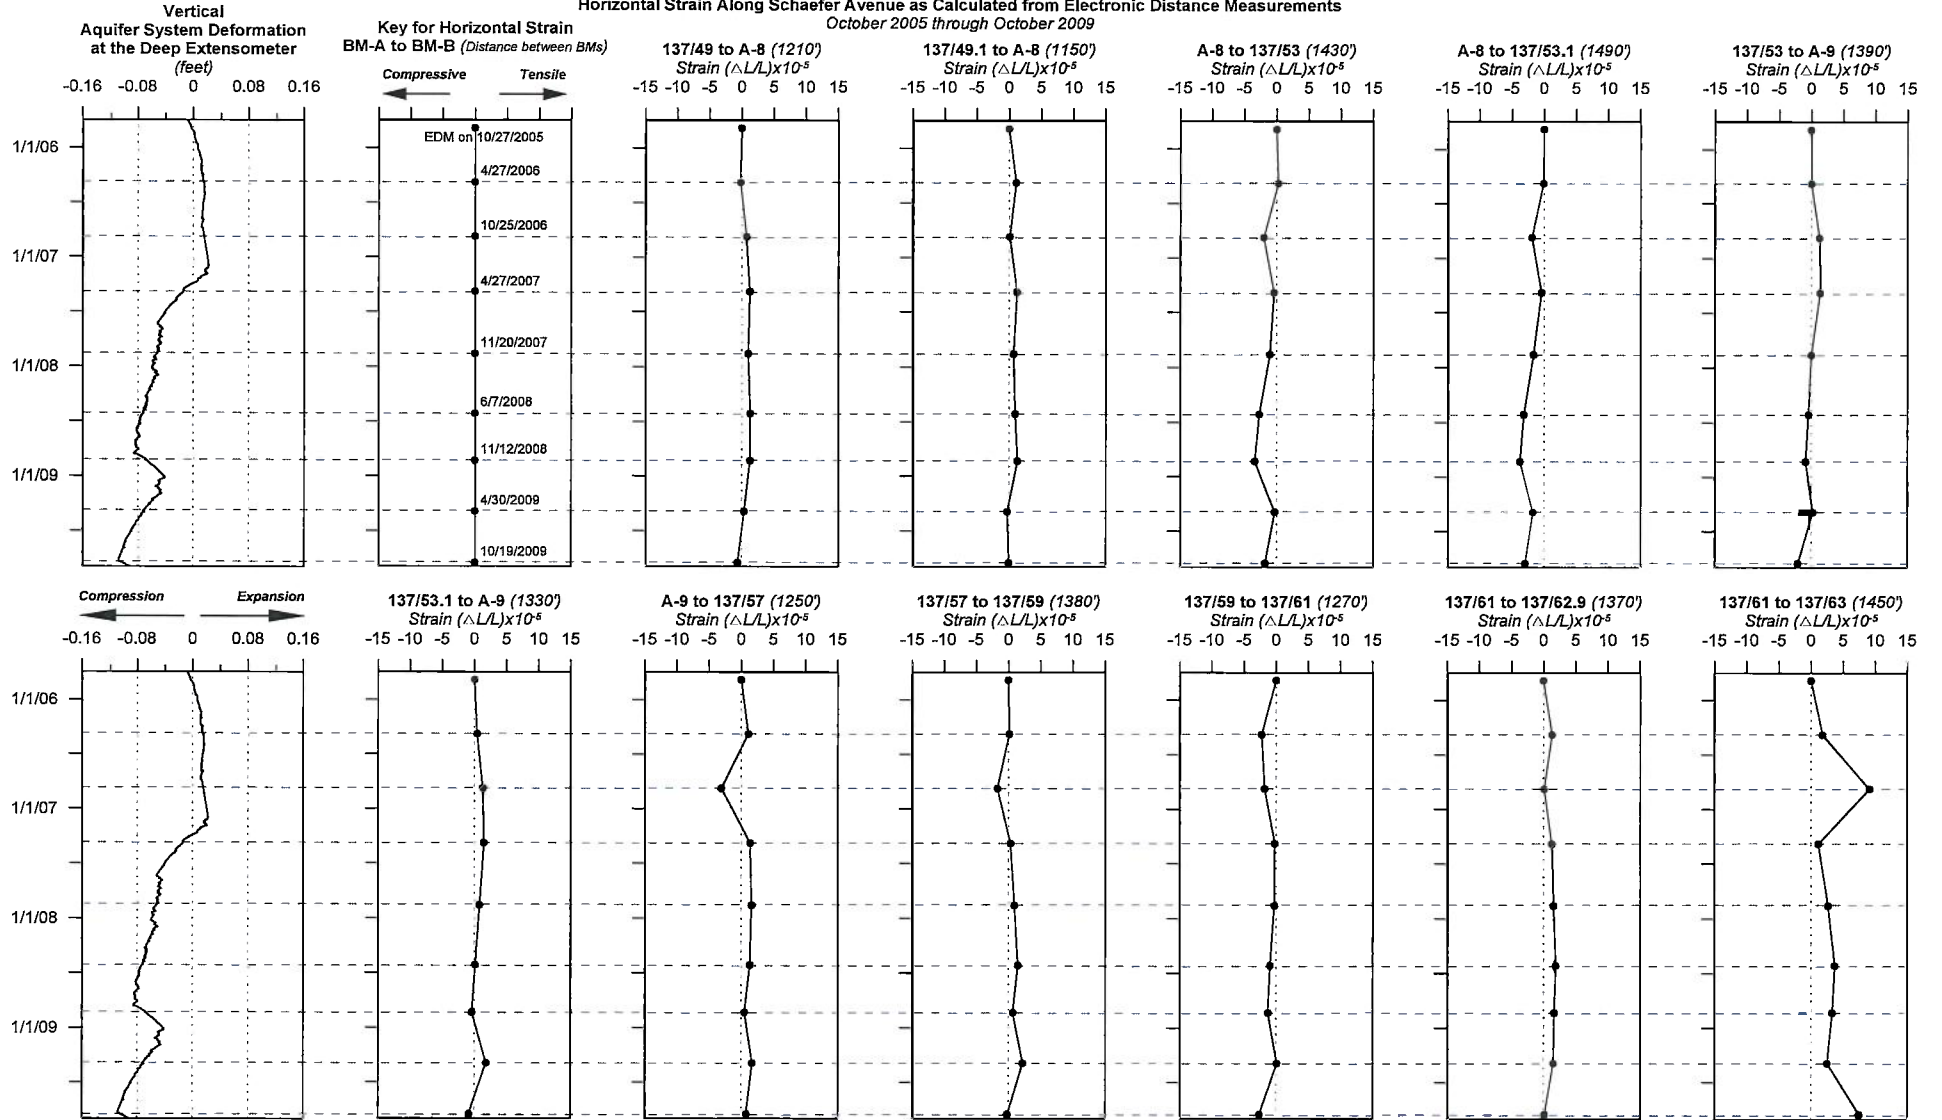 Horizontal Strain Along Schaefer Avenue as Calculated from Electronic Distance Measurements
October 2005 through October 2009
Vertical
Aquifer System Deformation
at the Deep Extensometer
(feet)
-0.16 -0.08 0 0.08 0.16
Key for Horizontal Strain
BM-A to BM-B (Distance between BMs)
Compressive Tensile
137/49 to A-8 (1210')
Strain (△L/L)x10-5
-15 -10 -5 0 5 10 15
137/49.1 to A-8 (1150')
Strain (△L/L)x10-5
-15 -10 -5 0 5 10 15
A-8 to 137/53 (1430')
Strain (△L/L)x10-5
-15 -10 -5 0 5 10 15
A-8 to 137/53.1 (1490')
Strain (△L/L)x10-5
-15 -10 -5 0 5 10 15
137/53 to A-9 (1390')
Strain (△L/L)x10-5
-15 -10 -5 0 5 10 15
1/1/06
1/1/07
1/1/08
1/1/09
EDM on 10/27/2005
4/27/2006
10/25/2006
4/27/2007
11/20/2007
6/7/2008
11/12/2008
4/30/2009
10/19/2009
Compression Expansion
-0.16 -0.08 0 0.08 0.16
137/53.1 to A-9 (1330')
Strain (△L/L)x10-5
-15 -10 -5 0 5 10 15
A-9 to 137/57 (1250')
Strain (△L/L)x10-5
-15 -10 -5 0 5 10 15
137/57 to 137/59 (1380')
Strain (△L/L)x10-5
-15 -10 -5 0 5 10 15
137/59 to 137/61 (1270')
Strain (△L/L)x10-5
-15 -10 -5 0 5 10 15
137/61 to 137/62.9 (1370')
Strain (△L/L)x10-5
-15 -10 -5 0 5 10 15
137/61 to 137/63 (1450')
Strain (△L/L)x10-5
-15 -10 -5 0 5 10 15
1/1/06
1/1/07
1/1/08
1/1/09